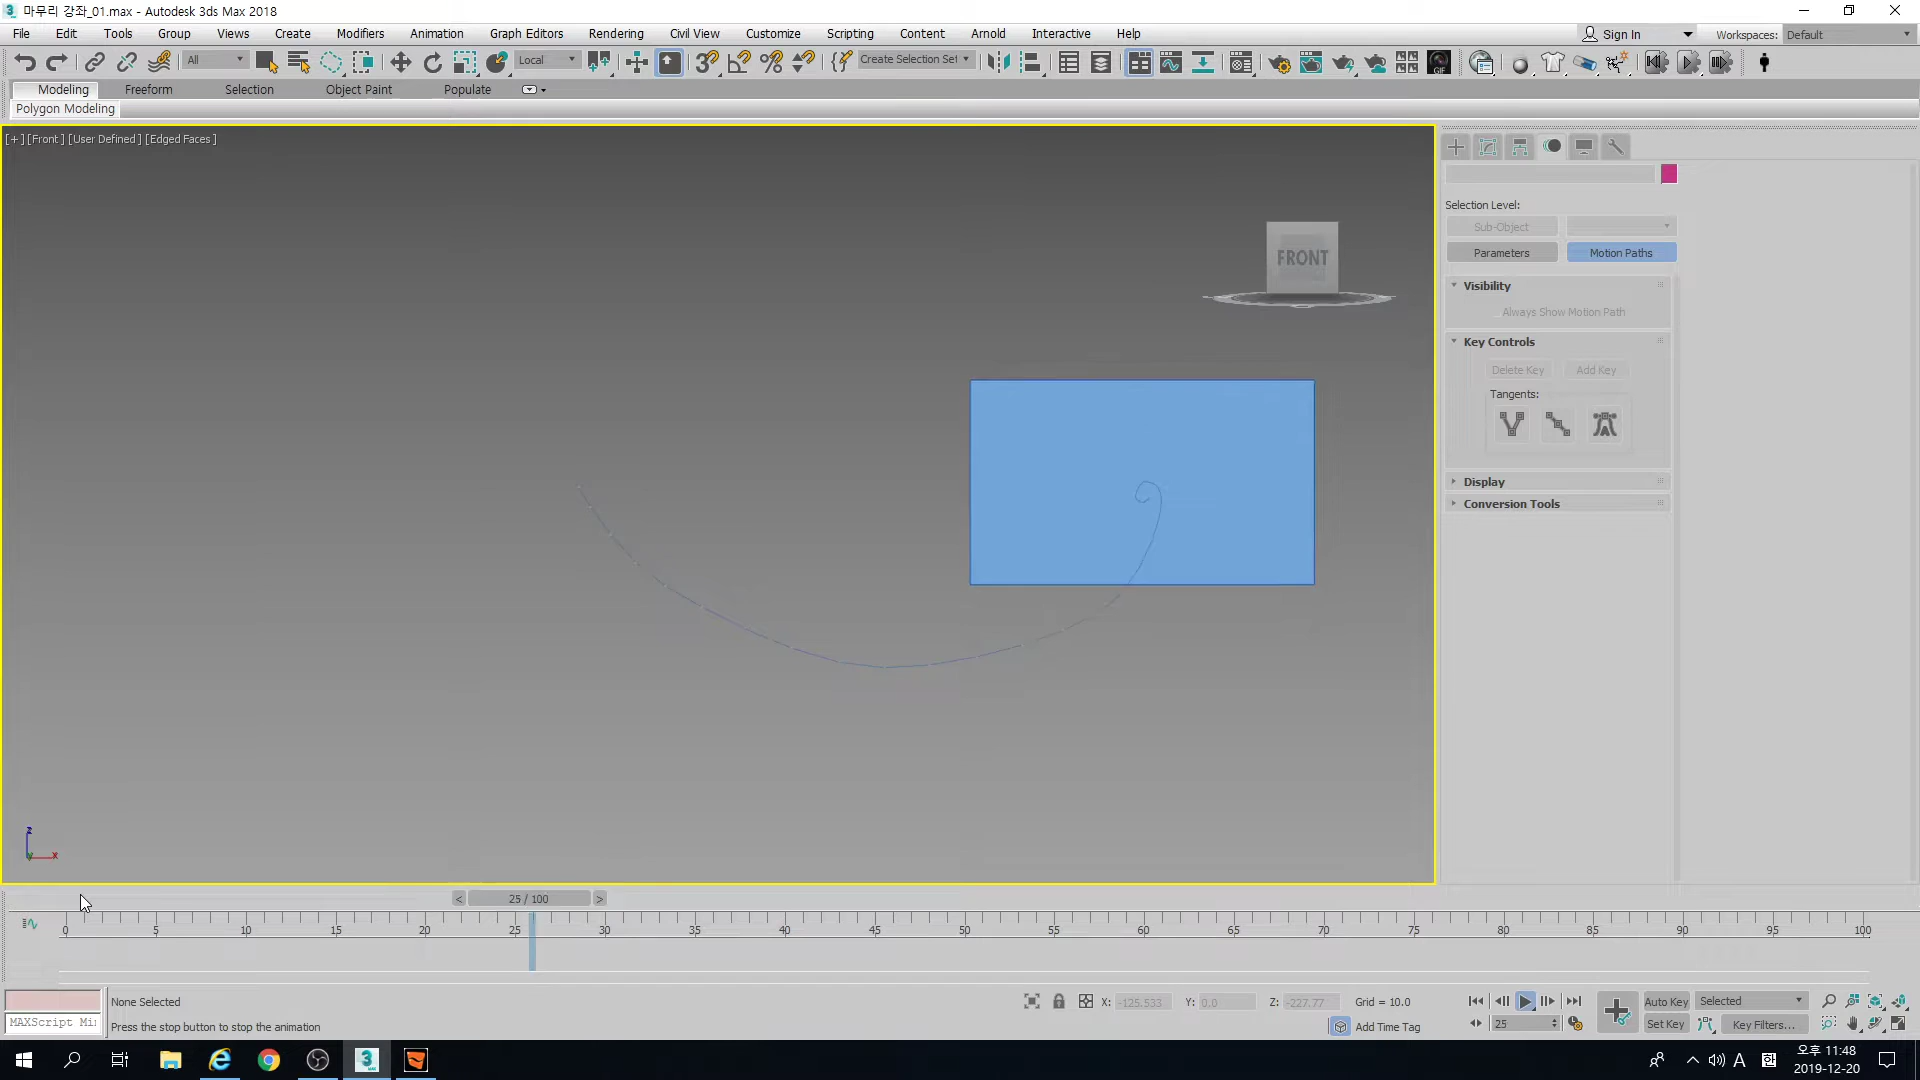 마무리 강좌_01.max - Autodesk 3ds Max 2018
File Edit Tools Group Views Create Modifiers Animation Graph Editors Rendering Civil View Customize Scripting Content Arnold Interactive Help Sign In Workspaces: Default
All Local Create Selection Set GIF
Modeling Freeform Selection Object Paint Populate
Polygon Modeling
[+] [Front] [User Defined] [Edged Faces]
FRONT
Selection Level:
Sub-Object
Parameters Motion Paths
Visibility
Always Show Motion Path
Key Controls
Delete Key Add Key
Tangents:
Display
Conversion Tools
z
y x
< 25 / 100 >
0 5 10 15 20 25 30 35 40 45 50 55 60 65 70 75 80 85 90 95 100
None Selected X: -125.533 Y: 0.0 Z: -227.77 Grid = 10.0 Auto Key Selected
MAXScript Mi Press the stop button to stop the animation Add Time Tag 25 Set Key Key Filters...
A 한 오후 11:48
2019-12-20